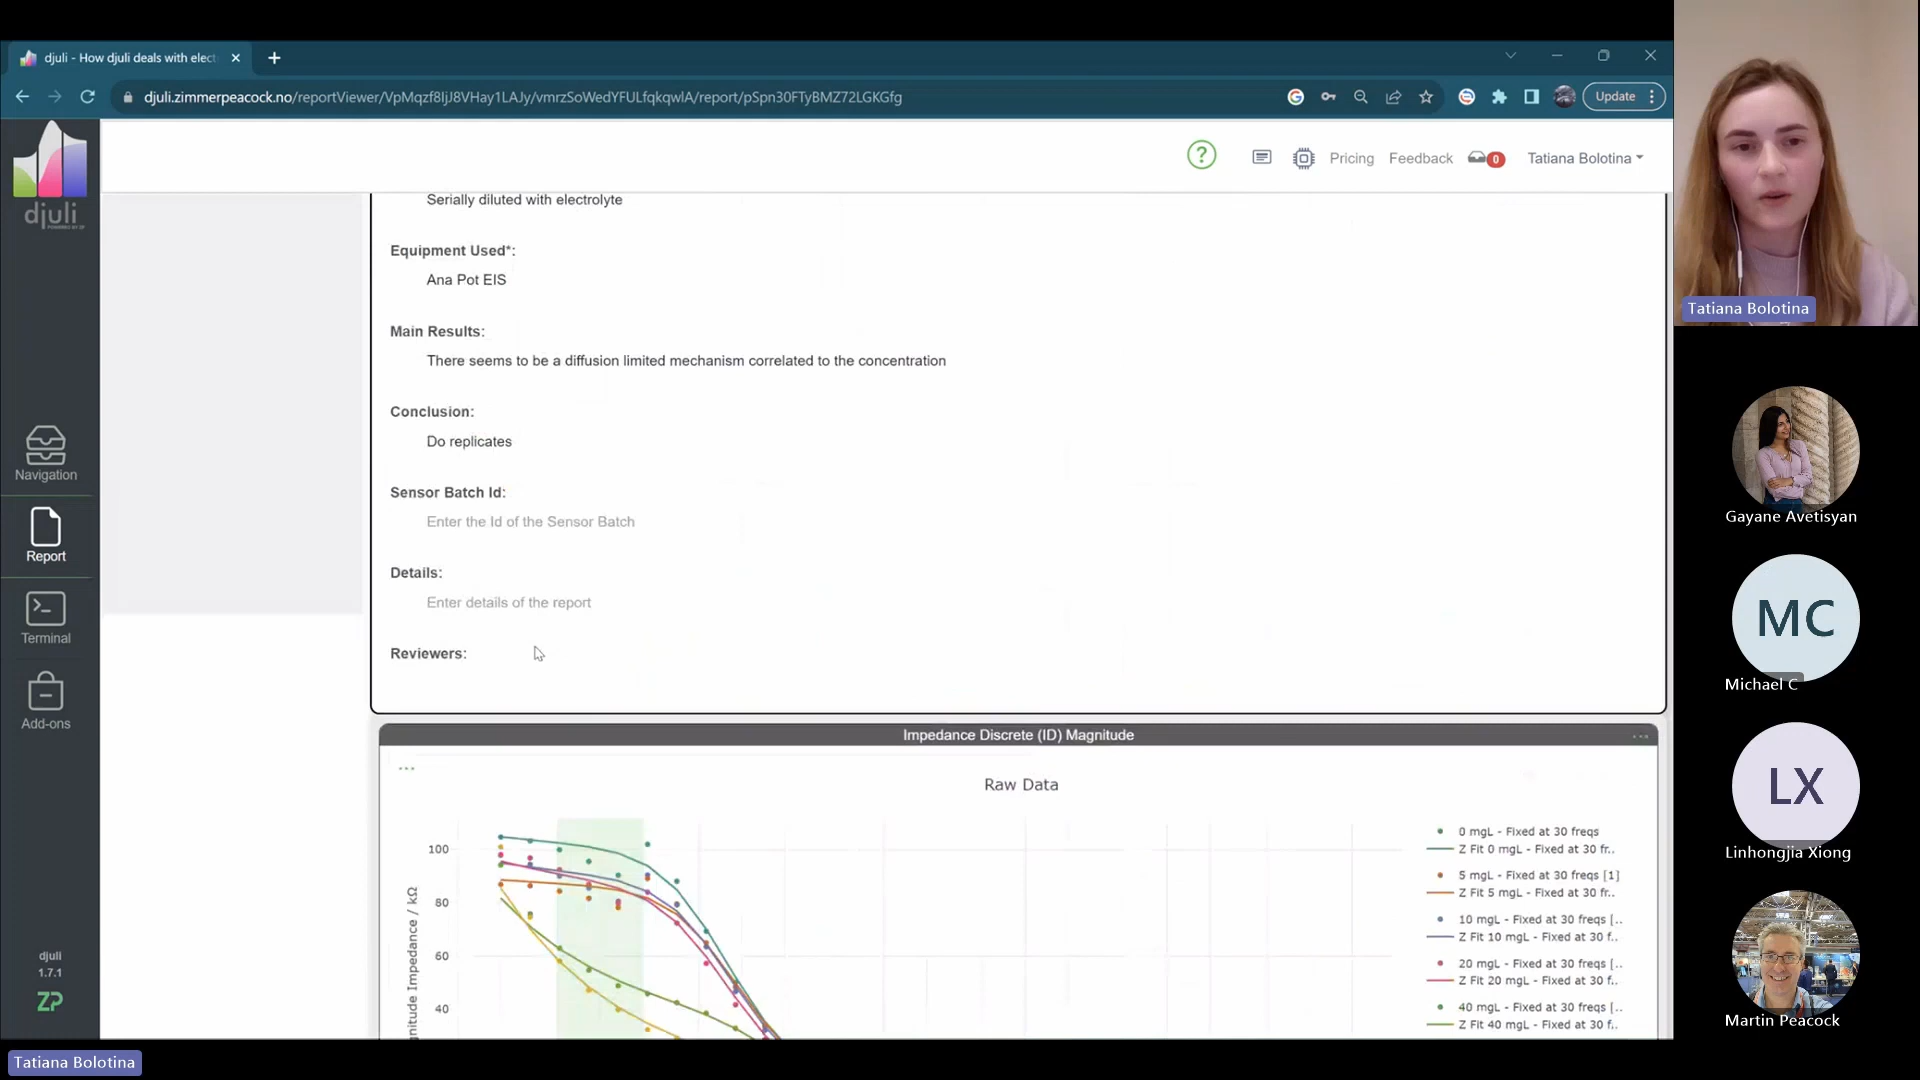 djuli - How djuli deals with elect
djuli.zimmerpeacock.no/reportViewer/VpMqzf8IjJ8VHay1LAJy/vmrzSoWedYFULfqkqwlA/report/pSpn30FTyBMZ72LGKGfg
Update
djuli
POWERED BY ZP
?
Pricing
Feedback
0
Tatiana Bolotina
Serially diluted with electrolyte
Equipment Used*:
Ana Pot EIS
Main Results:
There seems to be a diffusion limited mechanism correlated to the concentration
Conclusion:
Do replicates
Sensor Batch Id:
Enter the Id of the Sensor Batch
Details:
Enter details of the report
Reviewers:
Navigation
Report
Terminal
Add-ons
djuli
1.7.1
ZP
Impedance Discrete (ID) Magnitude
Raw Data
100
80
60
40
gnitude Impedance / kΩ
0 mgL - Fixed at 30 freqs
Z Fit 0 mgL - Fixed at 30 fr..
5 mgL - Fixed at 30 freqs [1]
Z Fit 5 mgL - Fixed at 30 fr..
10 mgL - Fixed at 30 freqs [..
Z Fit 10 mgL - Fixed at 30 f..
20 mgL - Fixed at 30 freqs [..
Z Fit 20 mgL - Fixed at 30 f..
40 mgL - Fixed at 30 freqs [..
Z Fit 40 mgL - Fixed at 30 f..
Tatiana Bolotina
Gayane Avetisyan
MC
Michael C
LX
Linhongjia Xiong
Martin Peacock
Tatiana Bolotina